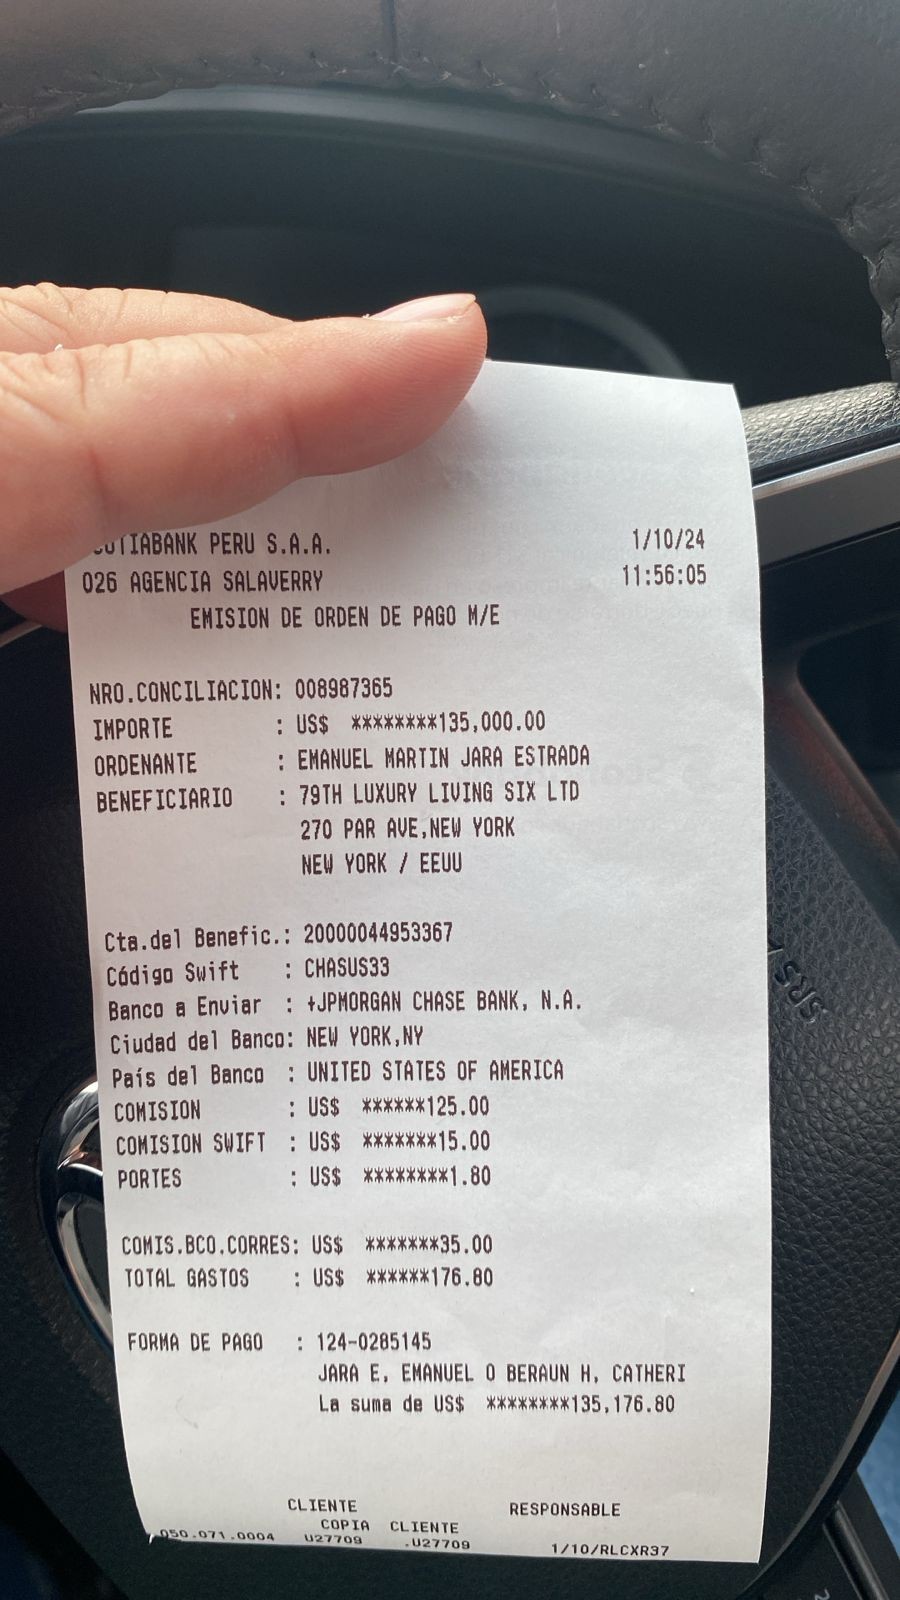 SCOTIABANK PERU S.A.A. 1/10/24
026 AGENCIA SALAVERRY 11:56:05
EMISION DE ORDEN DE PAGO M/E
NRO.CONCILIACION: 008987365
IMPORTE : US$ ********135,000.00
ORDENANTE : EMANUEL MARTIN JARA ESTRADA
BENEFICIARIO : 79TH LUXURY LIVING SIX LTD
270 PAR AVE,NEW YORK
NEW YORK / EEUU
Cta.del Benefic.: 20000044953367
Código Swift : CHASUS33
Banco a Enviar : +JPMORGAN CHASE BANK, N.A.
Ciudad del Banco: NEW YORK,NY
País del Banco : UNITED STATES OF AMERICA
COMISION : US$ ******125.00
COMISION SWIFT : US$ *******15.00
PORTES : US$ ********1.80
COMIS.BCO.CORRES: US$ *******35.00
TOTAL GASTOS : US$ ******176.80
FORMA DE PAGO : 124-0285145
JARA E, EMANUEL O BERAUN H, CATHERI
La suma de US$ ********135,176.80
CLIENTE RESPONSABLE
COPIA CLIENTE
050.071.0004 U27709 .U27709 1/10/RLCXR37
SRS